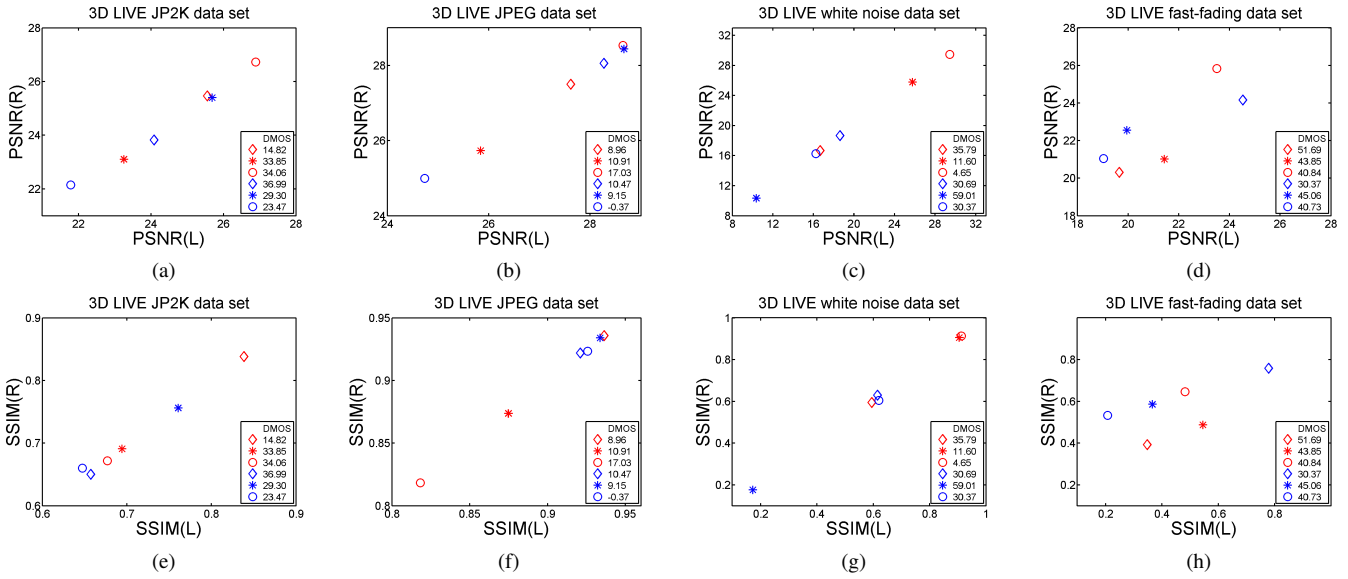 3D LIVE JP2K data set
28
26
24
22
PSNR(R)
22 24 26 28
PSNR(L)
DMOS
14.82
33.85
34.06
36.99
29.30
23.47
(a)
3D LIVE JPEG data set
28
26
24
PSNR(R)
24 26 28
PSNR(L)
DMOS
8.96
10.91
17.03
10.47
9.15
-0.37
(b)
3D LIVE white noise data set
33
28
23
18
13
8
PSNR(R)
8 12 16 20 24 28 32
PSNR(L)
DMOS
35.79
11.60
4.65
30.69
59.01
30.37
(c)
3D LIVE fast-fading data set
28
26
24
22
20
18
PSNR(R)
18 20 22 24 26 28
PSNR(L)
DMOS
51.69
43.85
40.84
30.37
45.06
40.73
(d)
3D LIVE JP2K data set
0.9
0.8
0.7
0.6
SSIM(R)
0.6 0.7 0.8 0.9
SSIM(L)
DMOS
14.82
33.85
34.06
36.99
29.30
23.47
(e)
3D LIVE JPEG data set
0.95
0.9
0.85
0.8
SSIM(R)
0.8 0.85 0.9 0.95
SSIM(L)
DMOS
8.96
10.91
17.03
10.47
9.15
-0.37
(f)
3D LIVE white noise data set
1
0.8
0.6
0.4
0.2
SSIM(R)
0.2 0.4 0.6 0.8 1
SSIM(L)
DMOS
35.79
11.60
4.65
30.69
59.01
30.37
(g)
3D LIVE fast-fading data set
0.8
0.6
0.4
0.2
SSIM(R)
0.2 0.4 0.6 0.8
SSIM(L)
DMOS
51.69
43.85
40.84
30.37
45.06
40.73
(h)